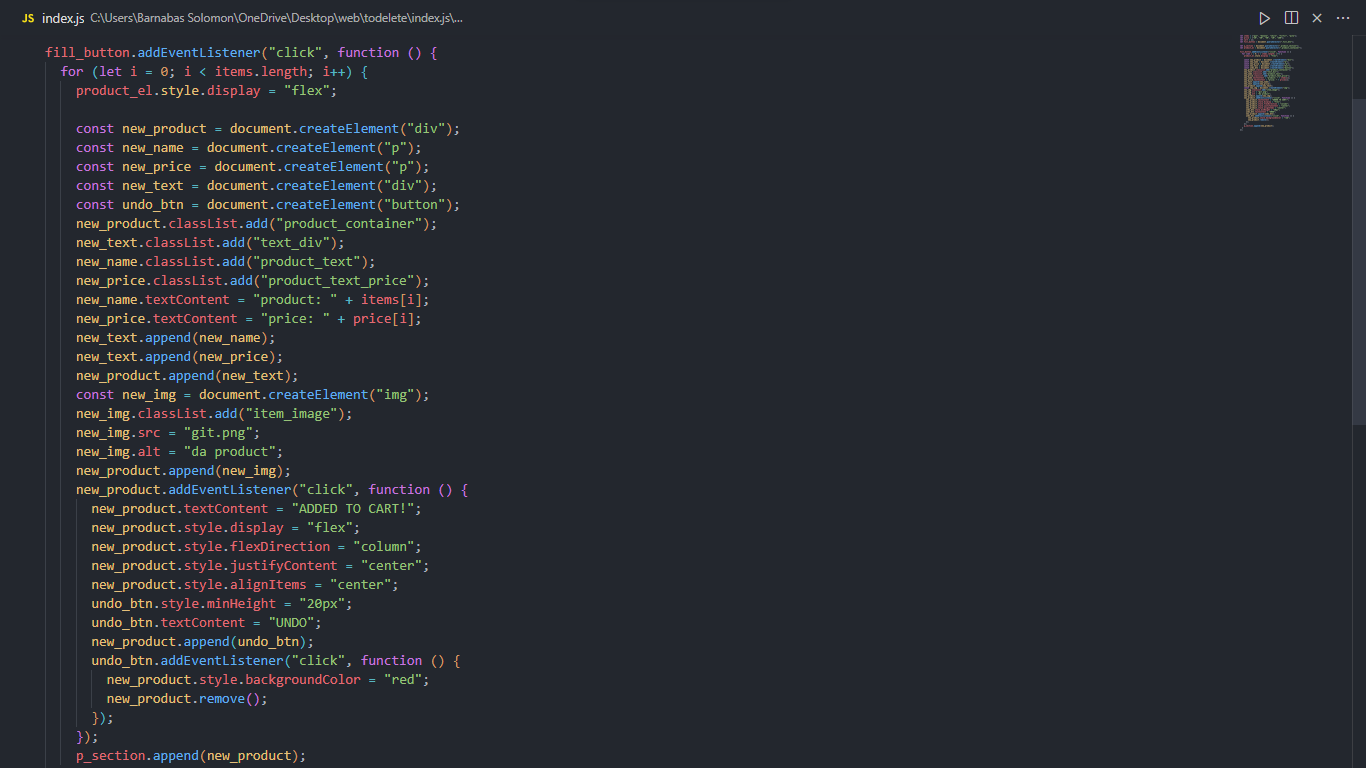 JS index.js C:\Users\Barnabas Solomon\OneDrive\Desktop\web\todelete\index.js\...
fill_button.addEventListener("click", function () {
for (let i = 0; i < items.length; i++) {
product_el.style.display = "flex";
const new_product = document.createElement("div");
const new_name = document.createElement("p");
const new_price = document.createElement("p");
const new_text = document.createElement("div");
const undo_btn = document.createElement("button");
new_product.classList.add("product_container");
new_text.classList.add("text_div");
new_name.classList.add("product_text");
new_price.classList.add("product_text_price");
new_name.textContent = "product: " + items[i];
new_price.textContent = "price: " + price[i];
new_text.append(new_name);
new_text.append(new_price);
new_product.append(new_text);
const new_img = document.createElement("img");
new_img.classList.add("item_image");
new_img.src = "git.png";
new_img.alt = "da product";
new_product.append(new_img);
new_product.addEventListener("click", function () {
new_product.textContent = "ADDED TO CART!";
new_product.style.display = "flex";
new_product.style.flexDirection = "column";
new_product.style.justifyContent = "center";
new_product.style.alignItems = "center";
undo_btn.style.minHeight = "20px";
undo_btn.textContent = "UNDO";
new_product.append(undo_btn);
undo_btn.addEventListener("click", function () {
new_product.style.backgroundColor = "red";
new_product.remove();
});
});
p_section.append(new_product);